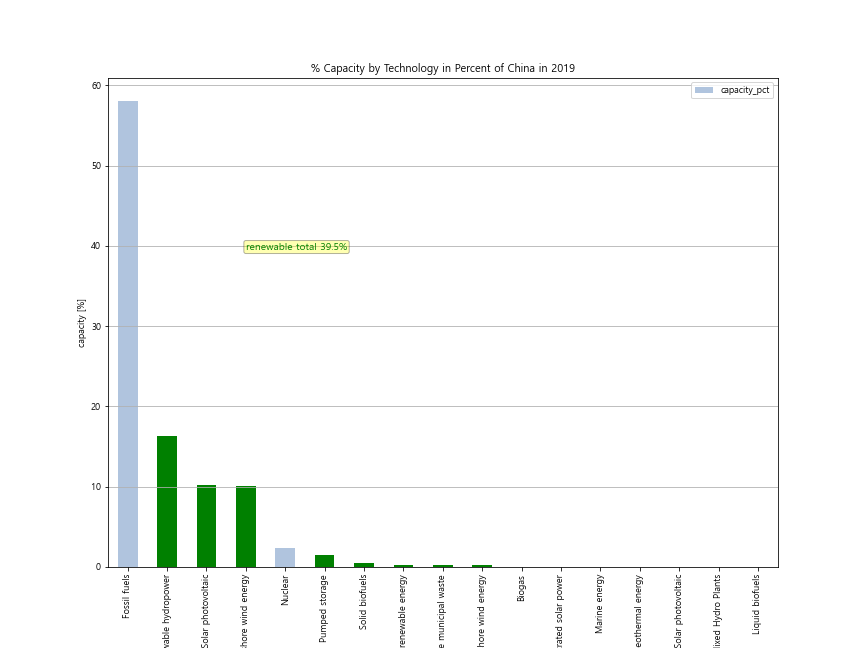 % Capacity by Technology in Percent of China in 2019
capacity_pct
renewable total 39.5%
capacity [%]
60
50
40
30
20
10
0
Fossil fuels
wable hydropower
Solar photovoltaic
hore wind energy
Nuclear
Pumped storage
Solid biofuels
renewable energy
e municipal waste
hore wind energy
Biogas
rated solar power
Marine energy
eothermal energy
Solar photovoltaic
ixed Hydro Plants
Liquid biofuels